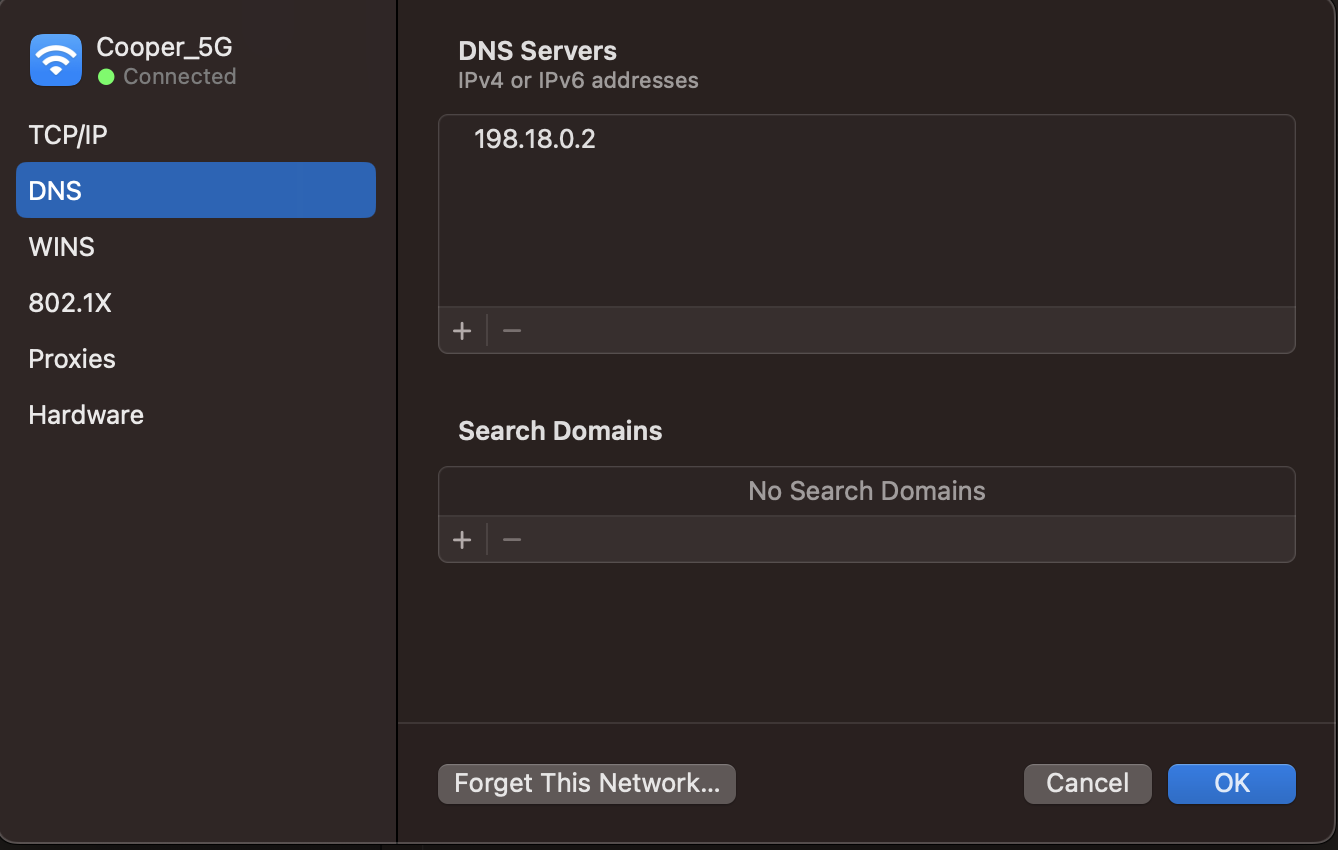 Cooper_5G
Connected
TCP/IP
DNS
WINS
802.1X
Proxies
Hardware
DNS Servers
IPv4 or IPv6 addresses
198.18.0.2
Search Domains
No Search Domains
Forget This Network...
Cancel
OK